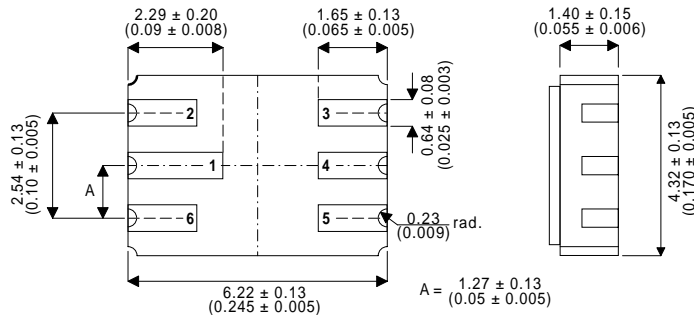 2.29 ± 0.20
(0.09 ± 0.008)
1.65 ± 0.13
(0.065 ± 0.005)
1.40 ± 0.15
(0.055 ± 0.006)
2
3
0.64 ± 0.08
(0.025 ± 0.003)
2.54 ± 0.13
(0.10 ± 0.005)
A
1
4
4.32 ± 0.13
(0.170 ± 0.005)
6
5
0.23
(0.009)
rad.
6.22 ± 0.13
(0.245 ± 0.005)
A = 1.27 ± 0.13
(0.05 ± 0.005)